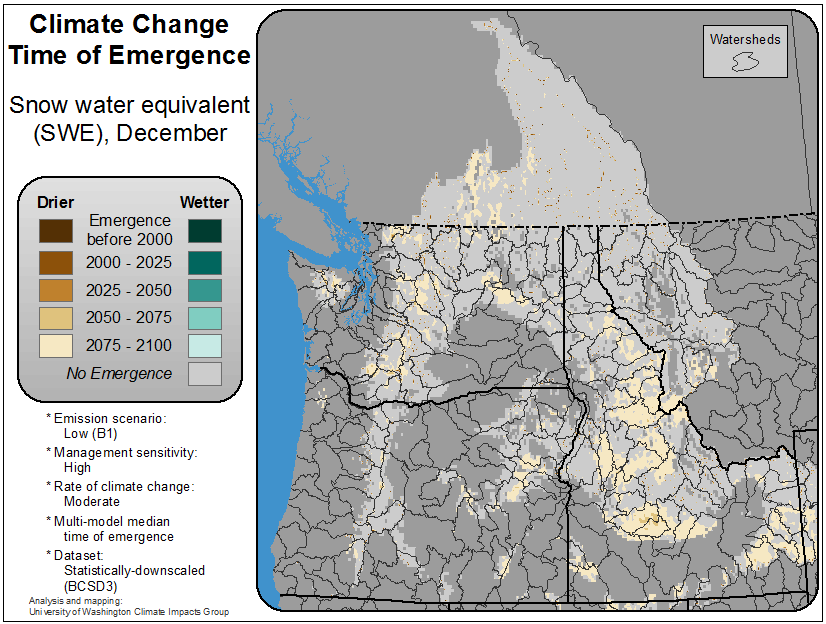 Climate Change
Time of Emergence
Snow water equivalent
(SWE), December
Drier
Wetter
Emergence
before 2000
2000 - 2025
2025 - 2050
2050 - 2075
2075 - 2100
No Emergence
* Emission scenario:
Low (B1)
* Management sensitivity:
High
* Rate of climate change:
Moderate
* Multi-model median
time of emergence
* Dataset:
Statistically-downscaled
(BCSD3)
Analysis and mapping:
University of Washington Climate Impacts Group
Watersheds